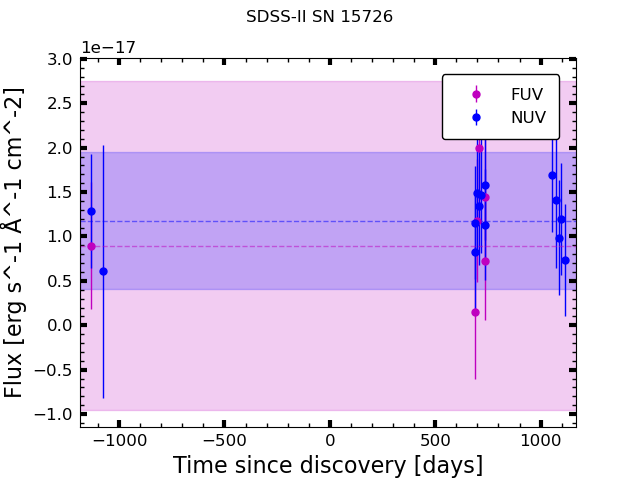 SDSS-II SN 15726
1e−17
3.0
2.5
2.0
1.5
1.0
0.5
0.0
−0.5
−1.0
Flux [erg s^-1 Å^-1 cm^-2]
FUV
NUV
−1000 −500 0 500 1000
Time since discovery [days]